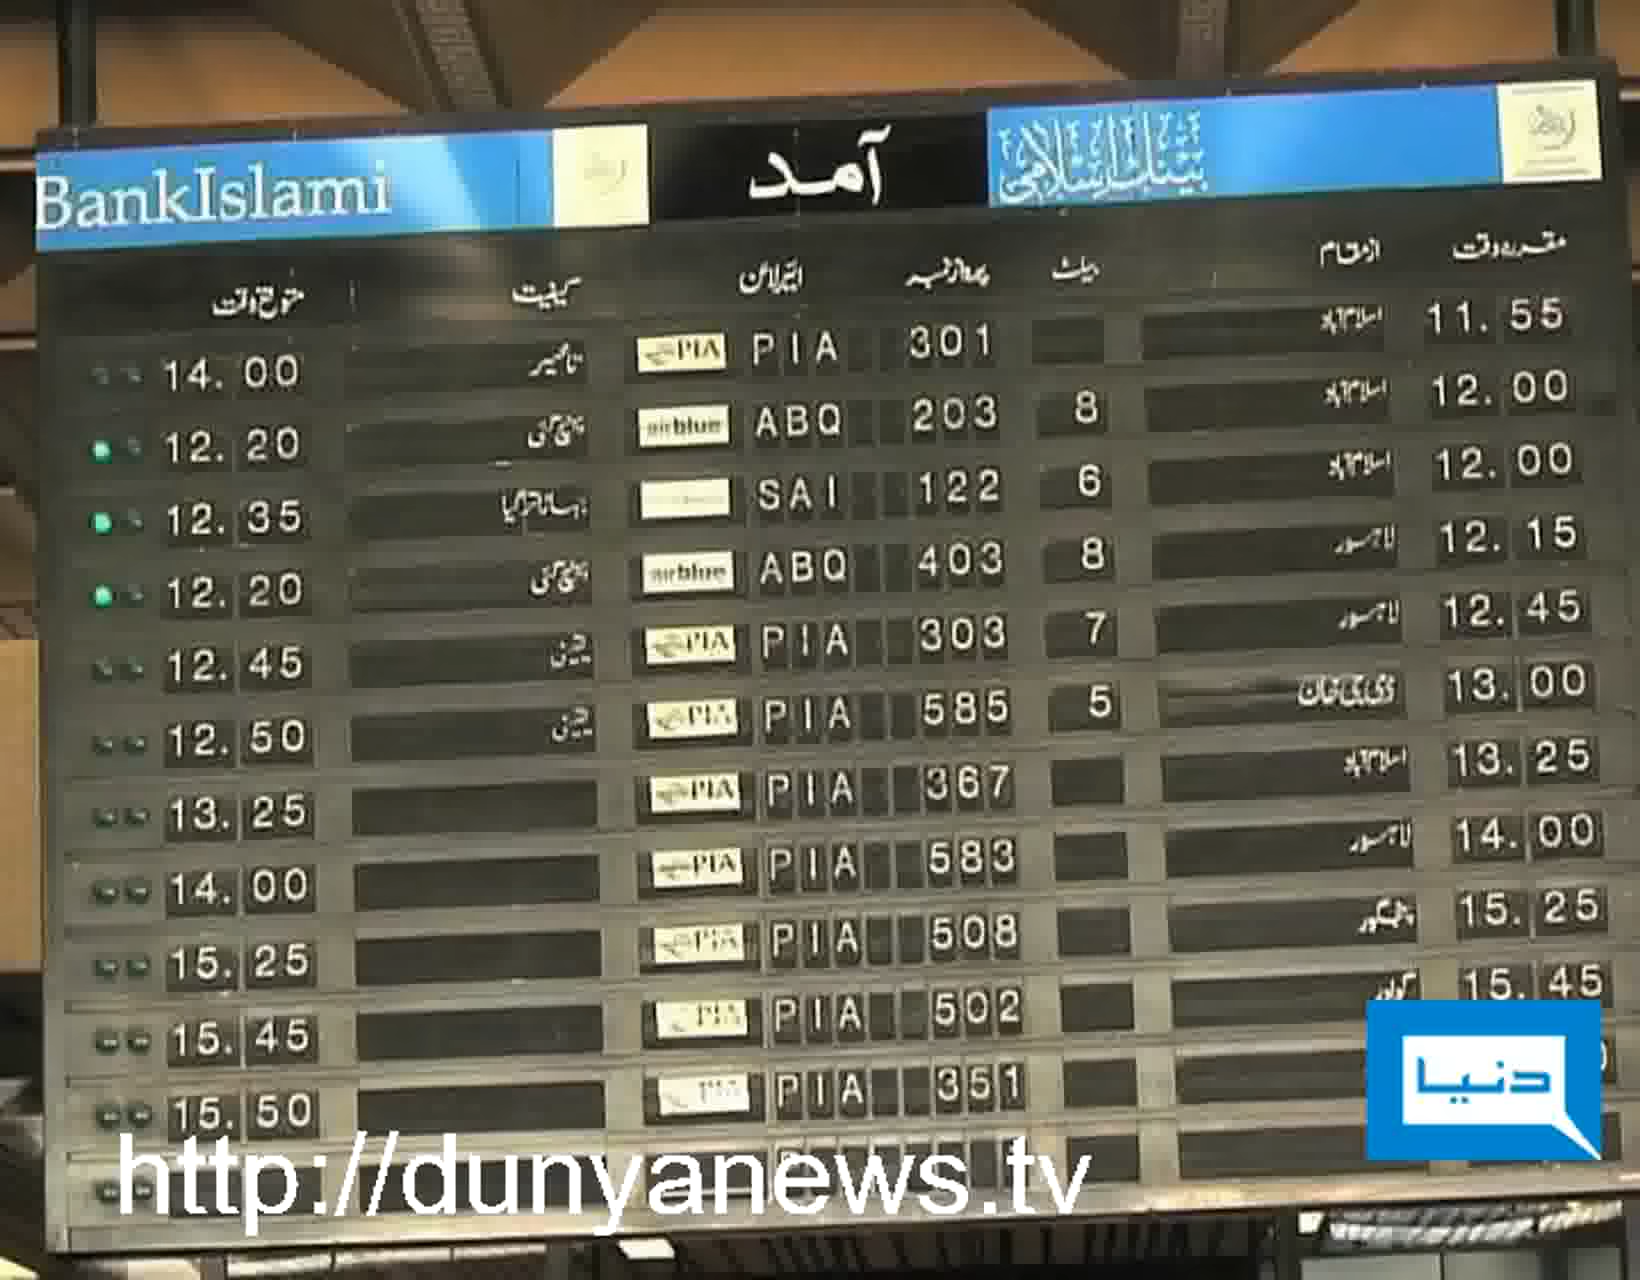 BankIslami آمد بینک اسلامی
مقررہ وقت از مقام بیلٹ پرواز نمبر ائیرلائن کیفیت متوقع وقت
11.55 اسلام آباد 301 PIA PIA تاخیر 14.00
12.00 اسلام آباد 8 203 ABQ airblue پہنچ گئی 12.20
12.00 اسلام آباد 6 122 SAI 12.35
12.15 لاہور 8 403 ABQ airblue پہنچ گئی 12.20
12.45 لاہور 7 303 PIA PIA 12.45
13.00 ڈی جی خان 5 585 PIA PIA 12.50
13.25 اسلام آباد 367 PIA PIA 13.25
14.00 لاہور 583 PIA PIA 14.00
15.25 پنجگور 508 PIA PIA 15.25
15.45 گوادر 502 PIA PIA 15.45
351 PIA PIA 15.50
دنیا
http://dunyanews.tv